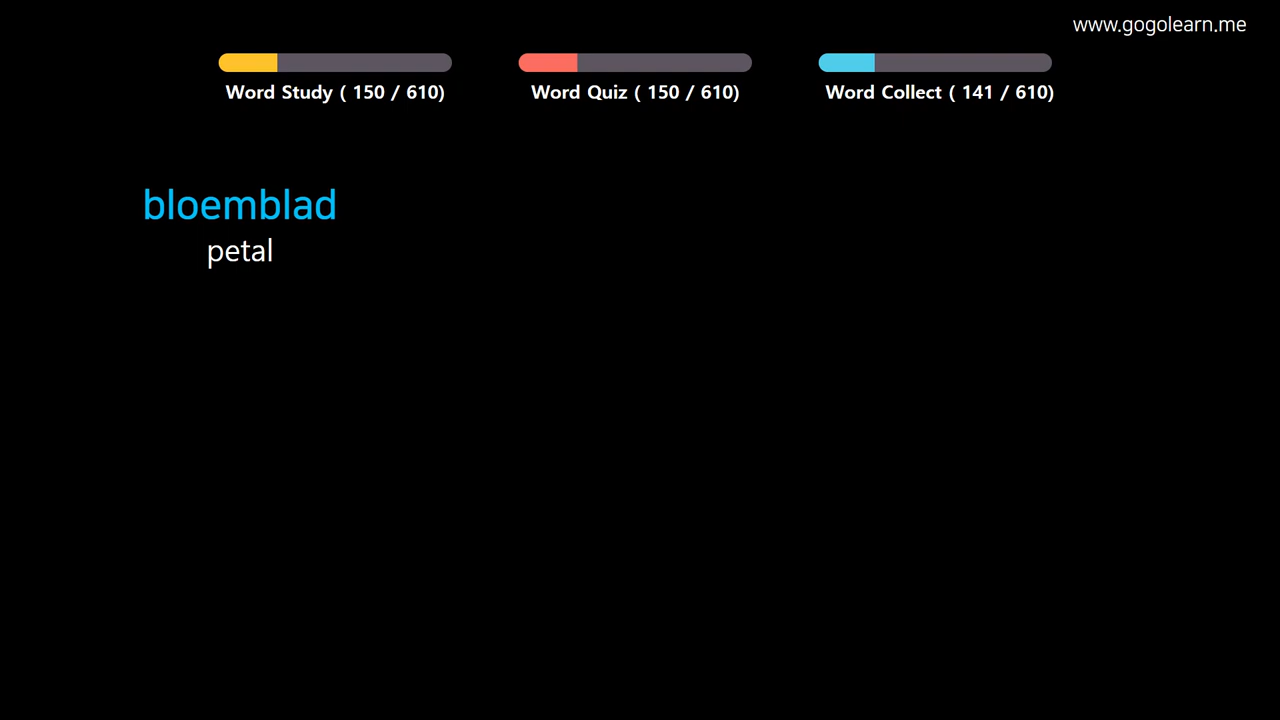 www.gogolearn.me
Word Study ( 150 / 610)
Word Quiz ( 150 / 610)
Word Collect ( 141 / 610)
bloemblad
petal